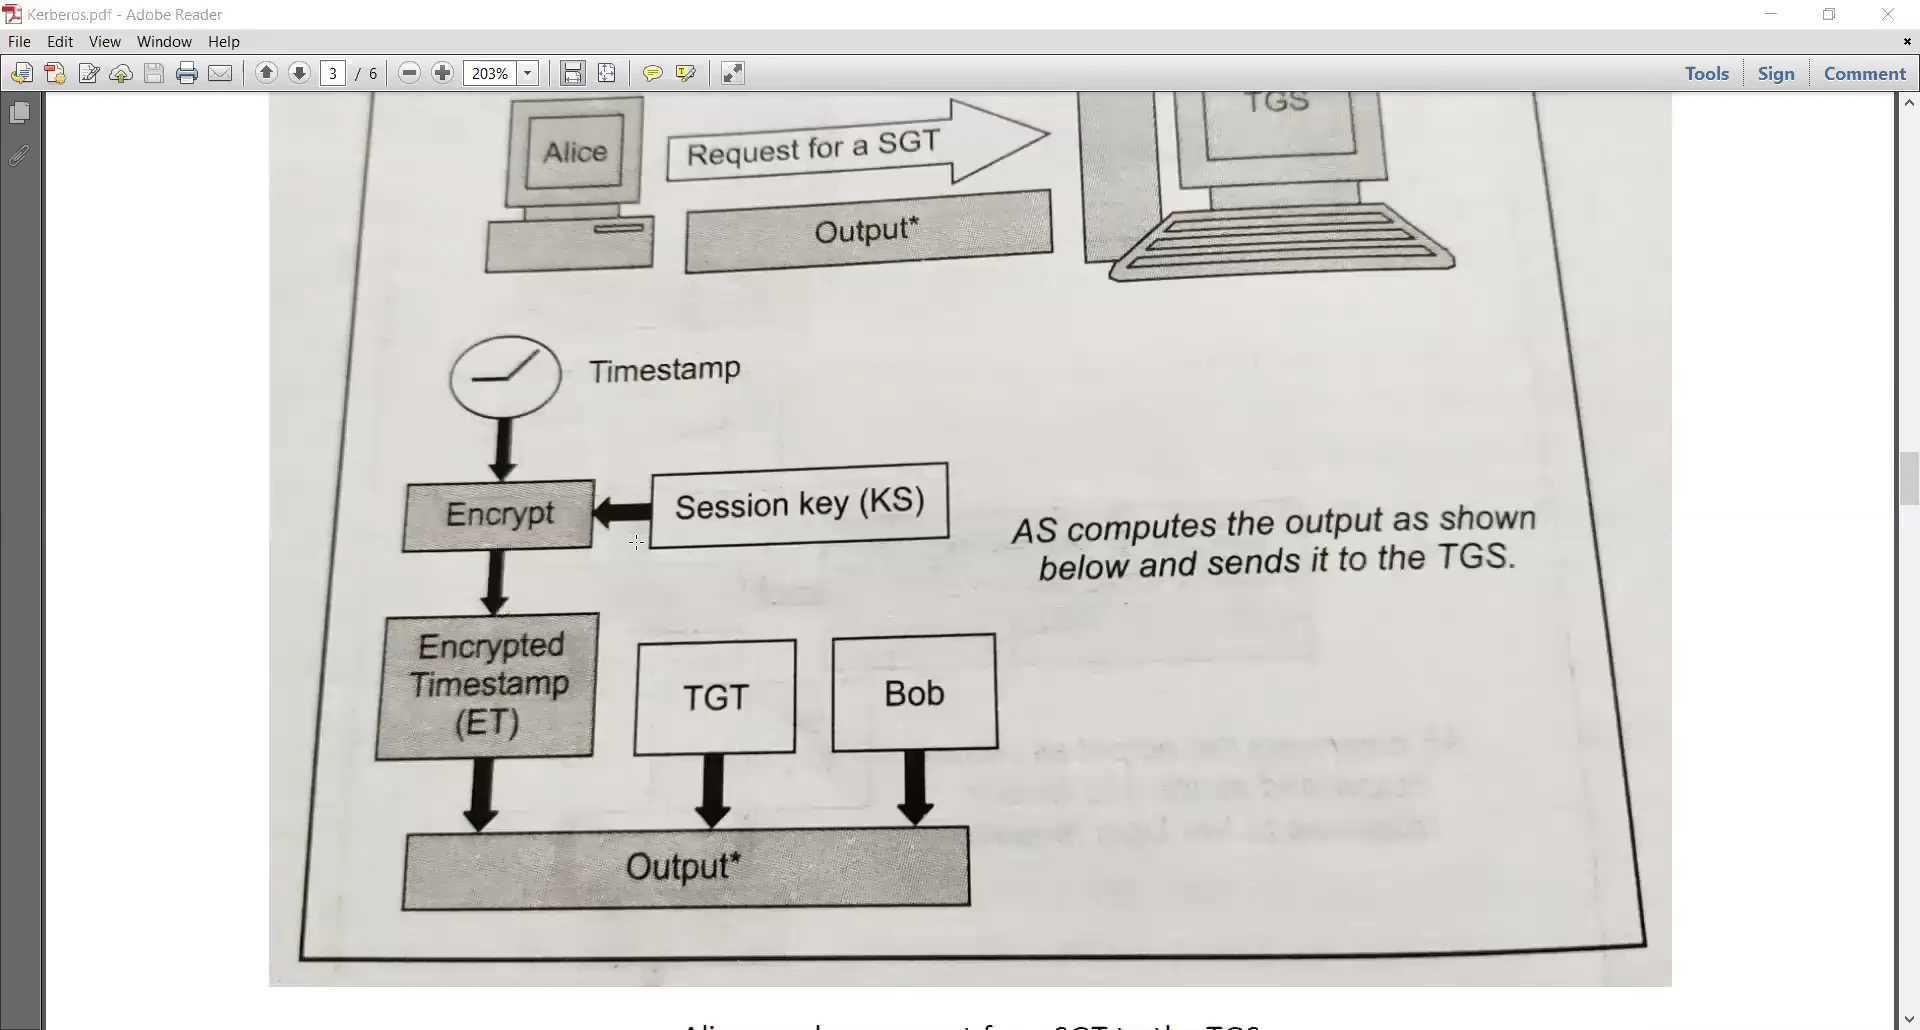 Kerberos.pdf - Adobe Reader
File Edit View Window Help
3 / 6 203% Tools Sign Comment
TGS
Alice
Request for a SGT
Output*
Timestamp
Encrypt
Session key (KS)
AS computes the output as shown
below and sends it to the TGS.
Encrypted
Timestamp
(ET)
TGT
Bob
Output*